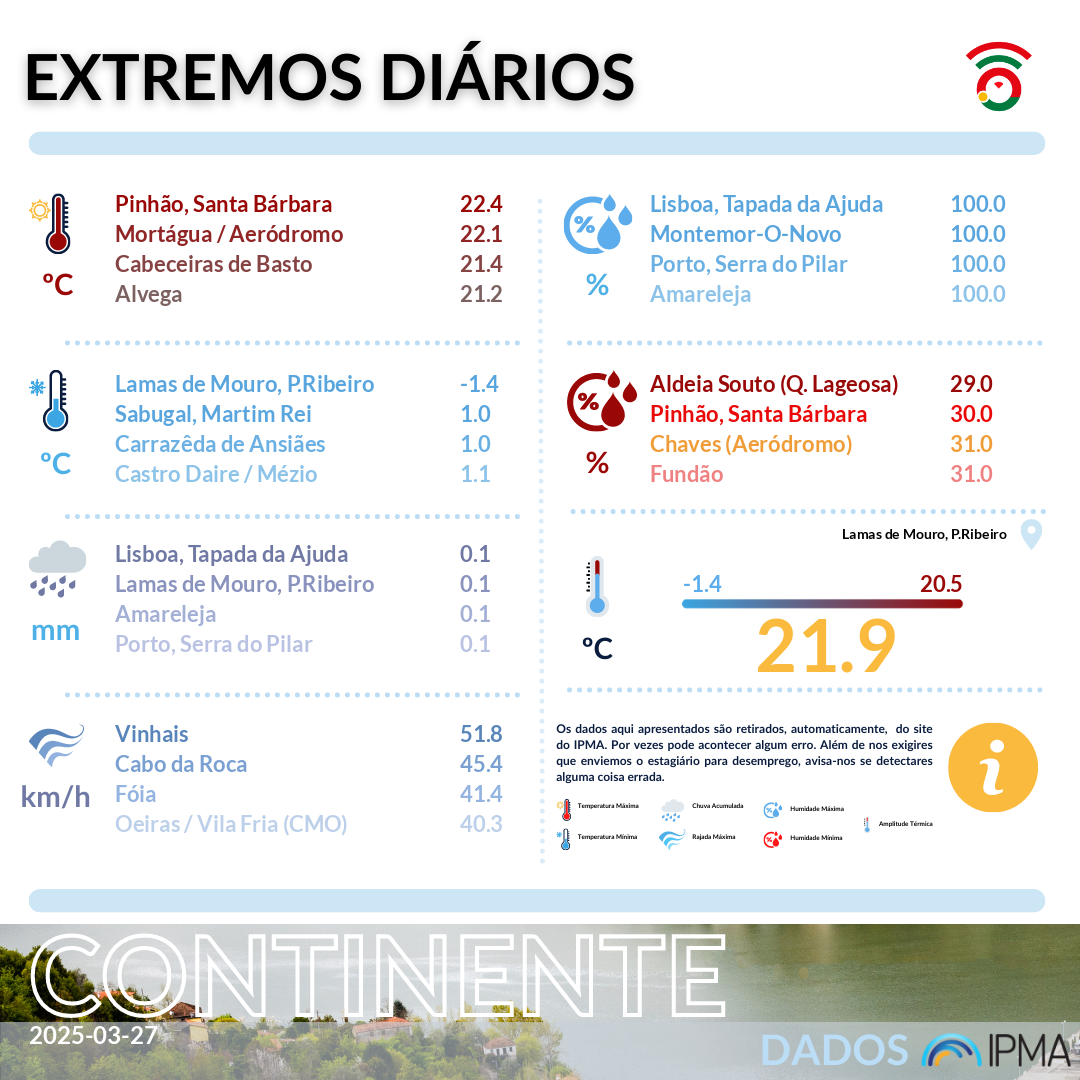 EXTREMOS DIÁRIOS
ºC
Pinhão, Santa Bárbara 22.4
Mortágua / Aeródromo 22.1
Cabeceiras de Basto 21.4
Alvega 21.2
ºC
Lamas de Mouro, P.Ribeiro -1.4
Sabugal, Martim Rei 1.0
Carrazêda de Ansiães 1.0
Castro Daire / Mézio 1.1
mm
Lisboa, Tapada da Ajuda 0.1
Lamas de Mouro, P.Ribeiro 0.1
Amareleja 0.1
Porto, Serra do Pilar 0.1
km/h
Vinhais 51.8
Cabo da Roca 45.4
Fóia 41.4
Oeiras / Vila Fria (CMO) 40.3
%
%
Lisboa, Tapada da Ajuda 100.0
Montemor-O-Novo 100.0
Porto, Serra do Pilar 100.0
Amareleja 100.0
%
%
Aldeia Souto (Q. Lageosa) 29.0
Pinhão, Santa Bárbara 30.0
Chaves (Aeródromo) 31.0
Fundão 31.0
Lamas de Mouro, P.Ribeiro
-1.4 20.5
ºC
21.9
Os dados aqui apresentados são retirados, automaticamente, do site
do IPMA. Por vezes pode acontecer algum erro. Além de nos exigires
que enviemos o estagiário para desemprego, avisa-nos se detectares
alguma coisa errada.
i
Temperatura Máxima Chuva Acumulada Humidade Máxima
Amplitude Térmica
Temperatura Mínima Rajada Máxima Humidade Mínima
CONTINENTE
2025-03-27
DADOS IPMA